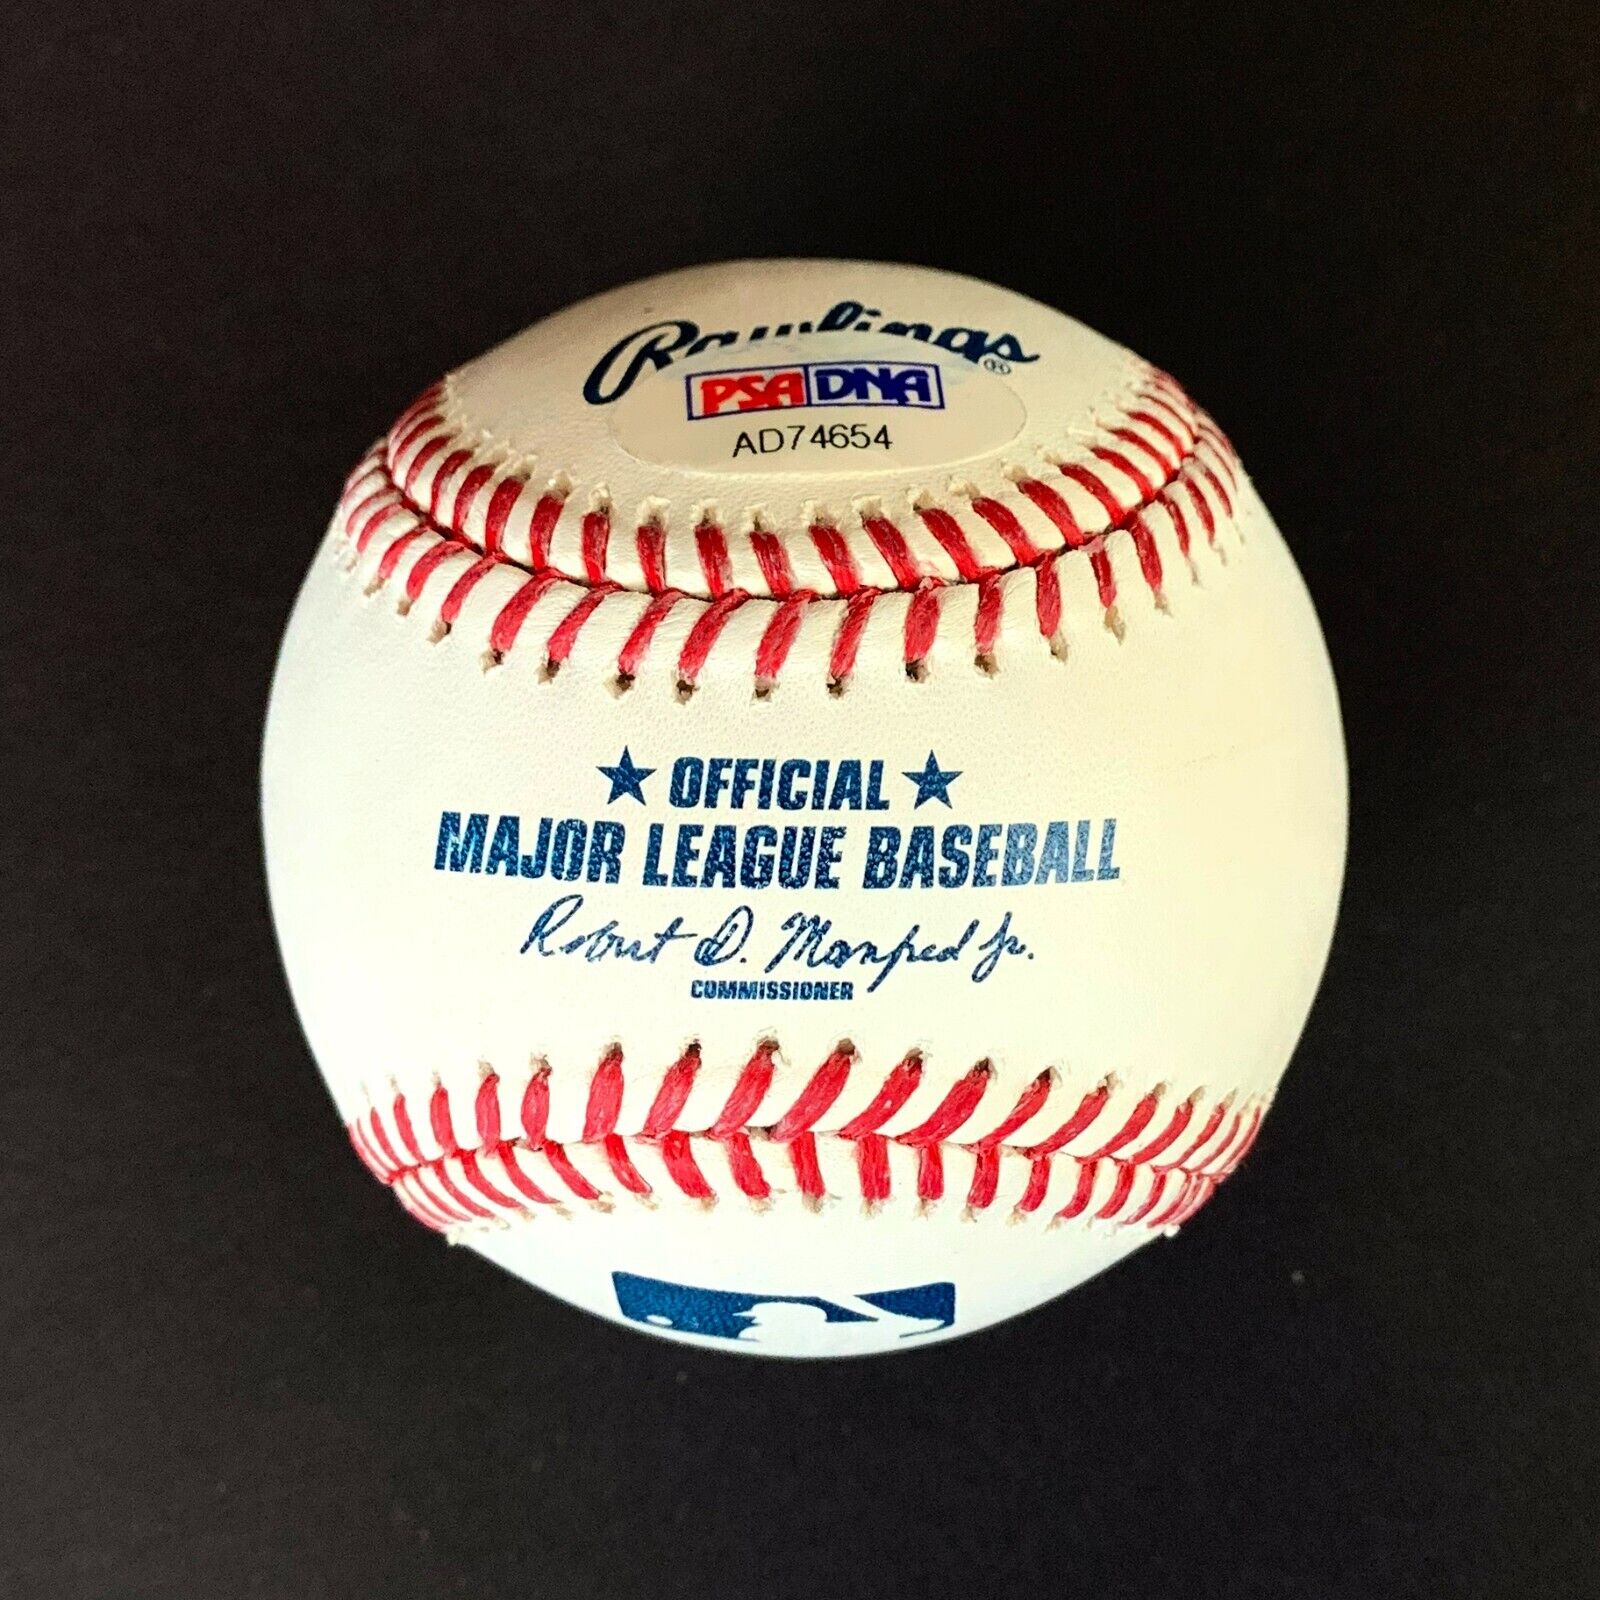 Rawlings®
PSA DNA
AD74654
★ OFFICIAL ★
MAJOR LEAGUE BASEBALL
Robert D. Manfred Jr.
COMMISSIONER